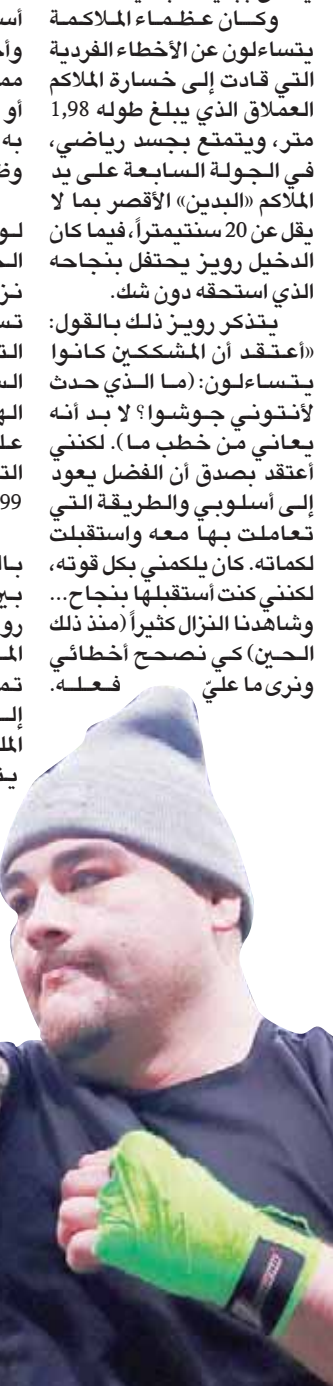 وكان عظماء الملاكمة
يتساءلون عن الأخطاء الفردية
التي قادت إلى خسارة الملاكم
العملاق الذي يبلغ طوله 1,98
متر، ويتمتع بجسد رياضي،
في الجولة السابعة على يد
الملاكم «البدين» الأقصر بما لا
يقل عن 20 سنتيمتراً، فيما كان
الدخيل رويز يحتفل بنجاحه
الذي استحقه دون شك.
يتذكر رويز ذلك بالقول:
«أعتقد أن المشككين كانوا
يتساءلون: (ما الذي حدث
لأنتوني جوشوا؟ لا بد أنه
يعاني من خطب ما). لكنني
أعتقد بصدق أن الفضل يعود
إلى أسلوبي والطريقة التي
تعاملت بها معه واستقبلت
لكماته. كان يلكمني بكل قوته،
لكنني كنت أستقبلها بنجاح...
وشاهدنا النزال كثيراً (منذ ذلك
الحين) كي نصحح أخطائي
ونرى ما عليّ فعله.